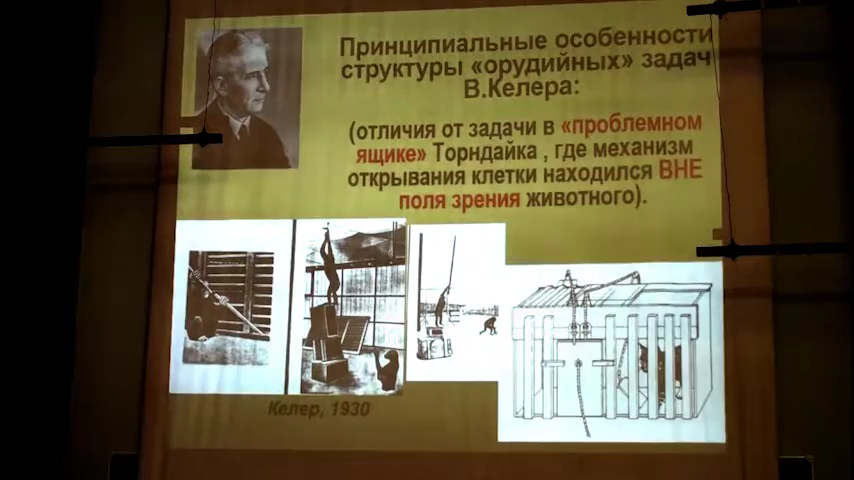 Принципиальные особенности
структуры «орудийных» задач
В.Келера:
(отличия от задачи в «проблемном
ящике» Торндайка , где механизм
открывания клетки находился ВНЕ
поля зрения животного).
Келер, 1930